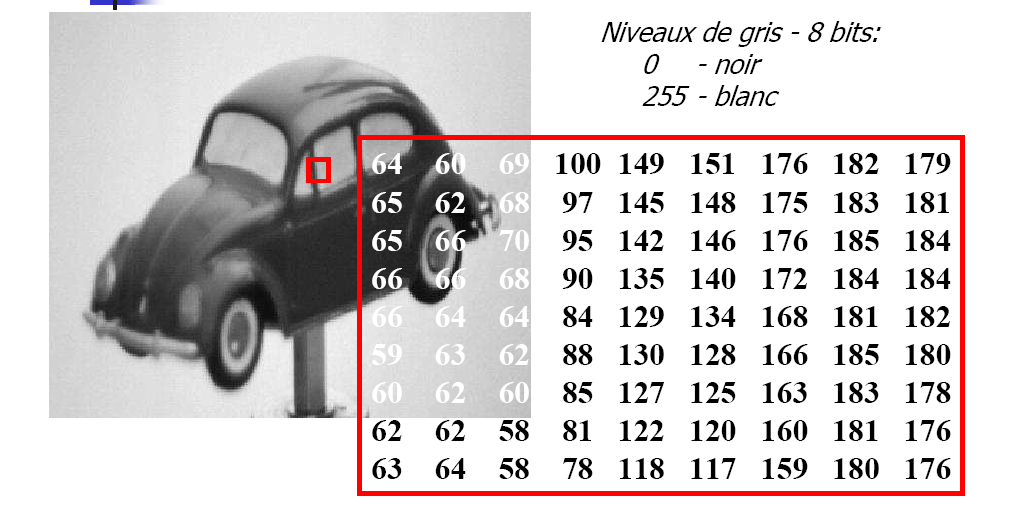 Niveaux de gris - 8 bits:
0 - noir
255 - blanc
64 60 69 100 149 151 176 182 179
65 62 68 97 145 148 175 183 181
65 66 70 95 142 146 176 185 184
66 66 68 90 135 140 172 184 184
66 64 64 84 129 134 168 181 182
59 63 62 88 130 128 166 185 180
60 62 60 85 127 125 163 183 178
62 62 58 81 122 120 160 181 176
63 64 58 78 118 117 159 180 176